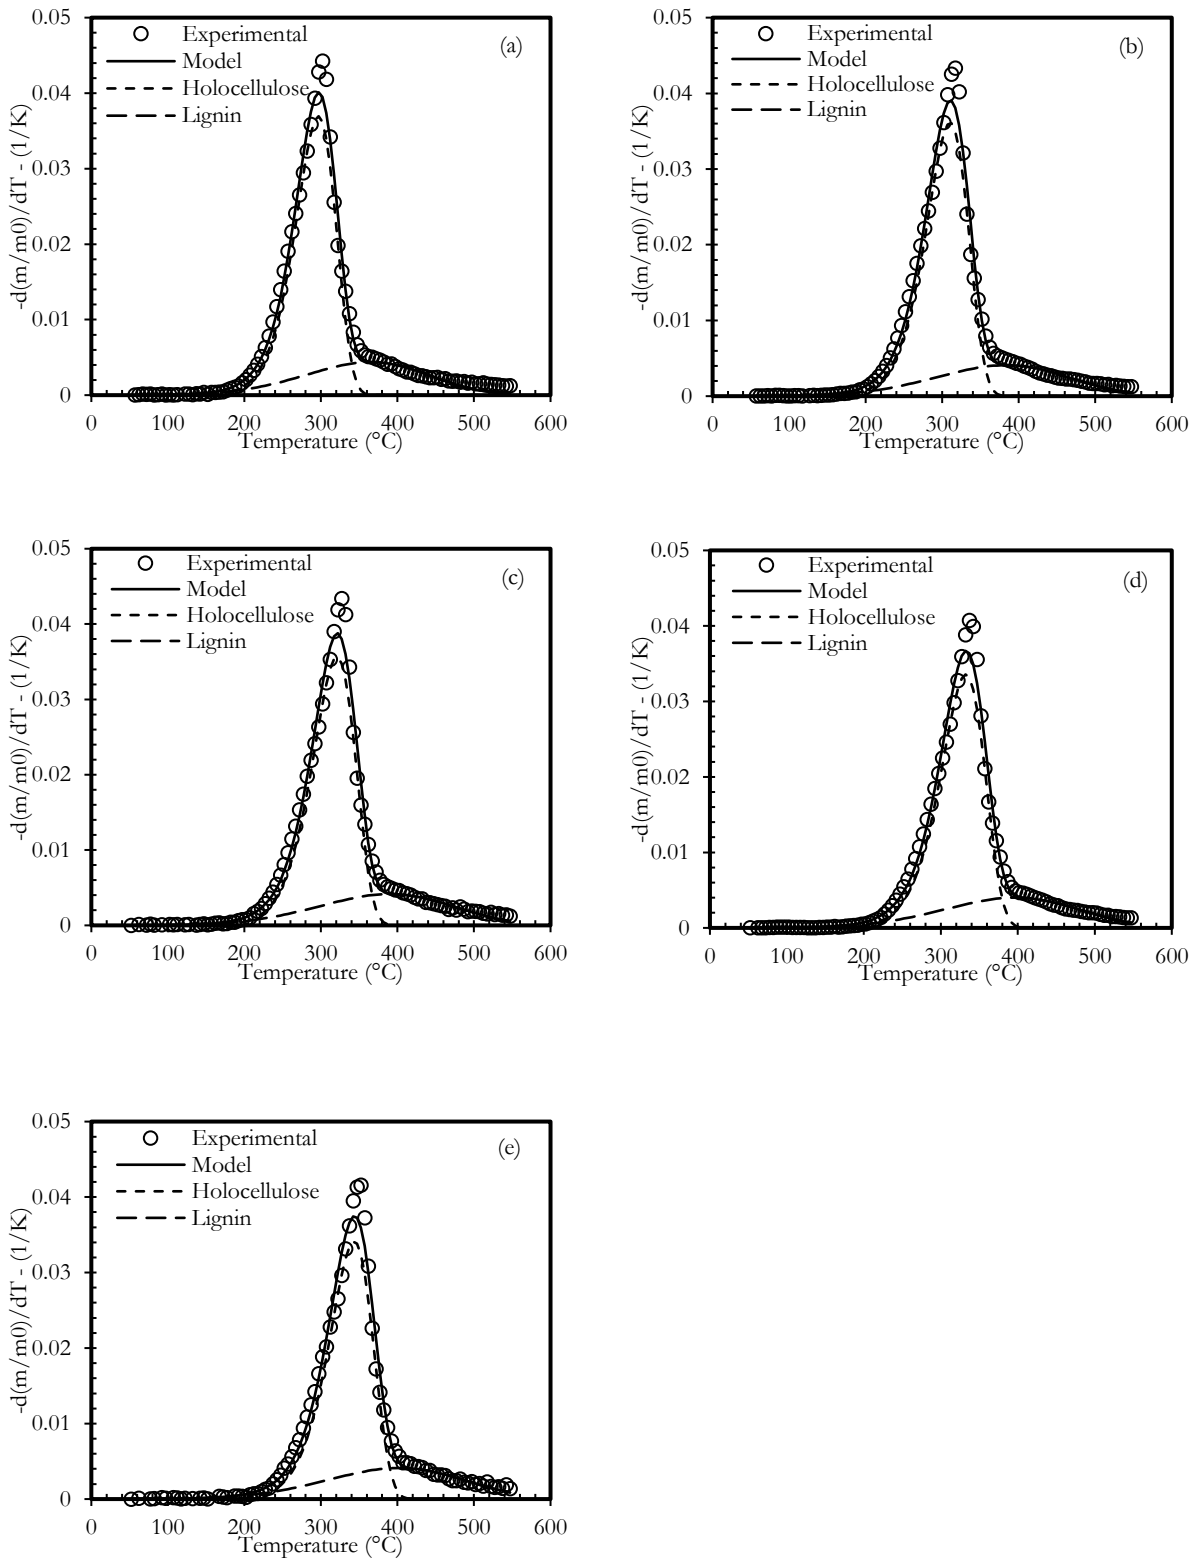 0.05
0.04
0.03
0.02
0.01
0
-d(m/m0)/dT - (1/K)
Experimental
Model
Holocellulose
Lignin
(a)
0 100 200 300 400 500 600
Temperature (°C)
0.05
0.04
0.03
0.02
0.01
0
-d(m/m0)/dT - (1/K)
Experimental
Model
Holocellulose
Lignin
(b)
0 100 200 300 400 500 600
Temperature (°C)
0.05
0.04
0.03
0.02
0.01
0
-d(m/m0)/dT - (1/K)
Experimental
Model
Holocellulose
Lignin
(c)
0 100 200 300 400 500 600
Temperature (°C)
0.05
0.04
0.03
0.02
0.01
0
-d(m/m0)/dT - (1/K)
Experimental
Model
Holocellulose
Lignin
(d)
0 100 200 300 400 500 600
Temperature (°C)
0.05
0.04
0.03
0.02
0.01
0
-d(m/m0)/dT - (1/K)
Experimental
Model
Holocellulose
Lignin
(e)
0 100 200 300 400 500 600
Temperature (°C)